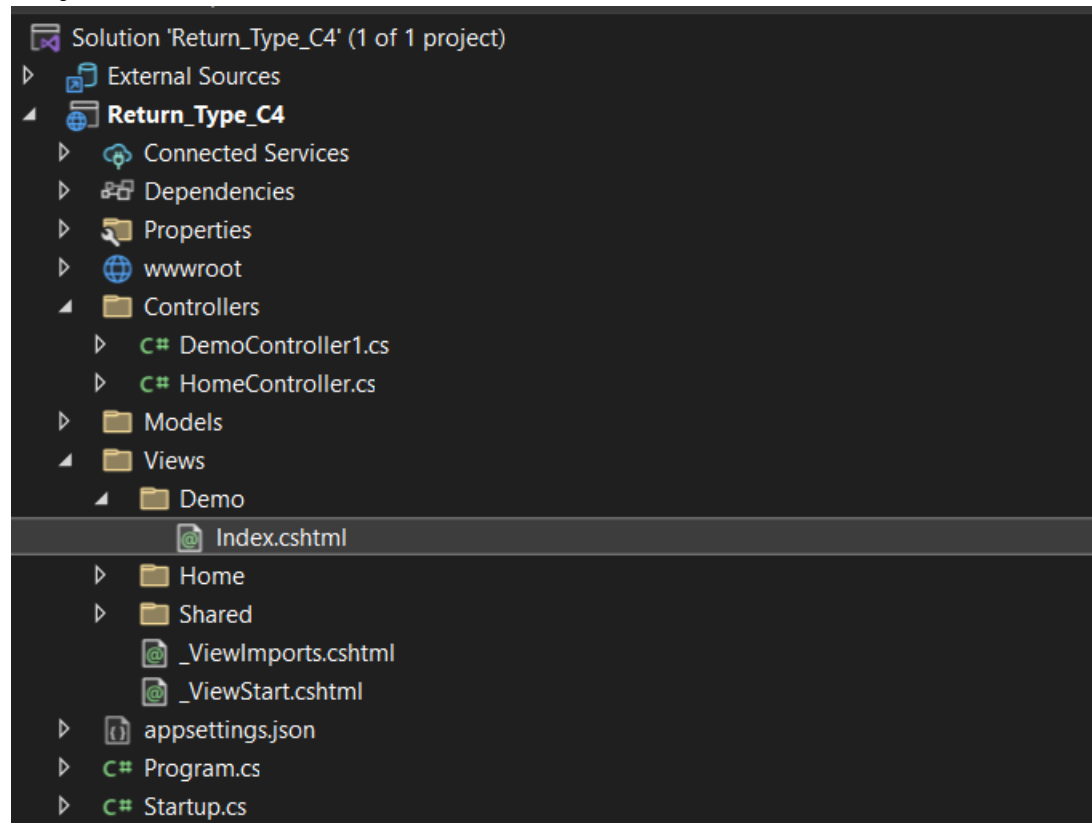 Solution 'Return_Type_C4' (1 of 1 project)
External Sources
Return_Type_C4
Connected Services
Dependencies
Properties
wwwroot
Controllers
C# DemoController1.cs
C# HomeController.cs
Models
Views
Demo
Index.cshtml
Home
Shared
_ViewImports.cshtml
_ViewStart.cshtml
appsettings.json
C# Program.cs
C# Startup.cs